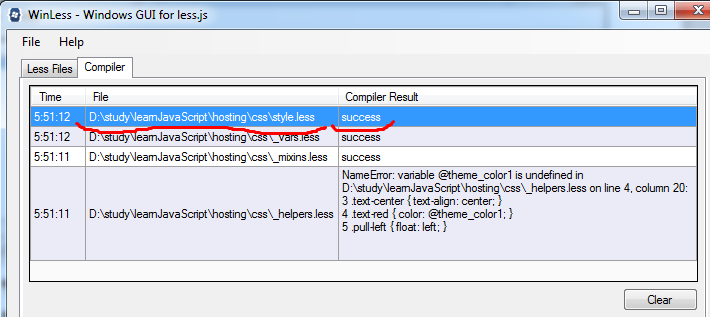 WinLess - Windows GUI for less.js
File Help
Less Files Compiler
Time File Compiler Result
5:51:12 D:\study\learnJavaScript\hosting\css\style.less success
5:51:12 D:\study\learnJavaScript\hosting\css\_vars.less success
5:51:11 D:\study\learnJavaScript\hosting\css\_mixins.less success
NameError: variable @theme_color1 is undefined in
D:\study\learnJavaScript\hosting\css\_helpers.less on line 4, column 20:
3 .text-center { text-align: center; }
5:51:11 D:\study\learnJavaScript\hosting\css\_helpers.less 4 .text-red { color: @theme_color1; }
5 .pull-left { float: left; }
Clear